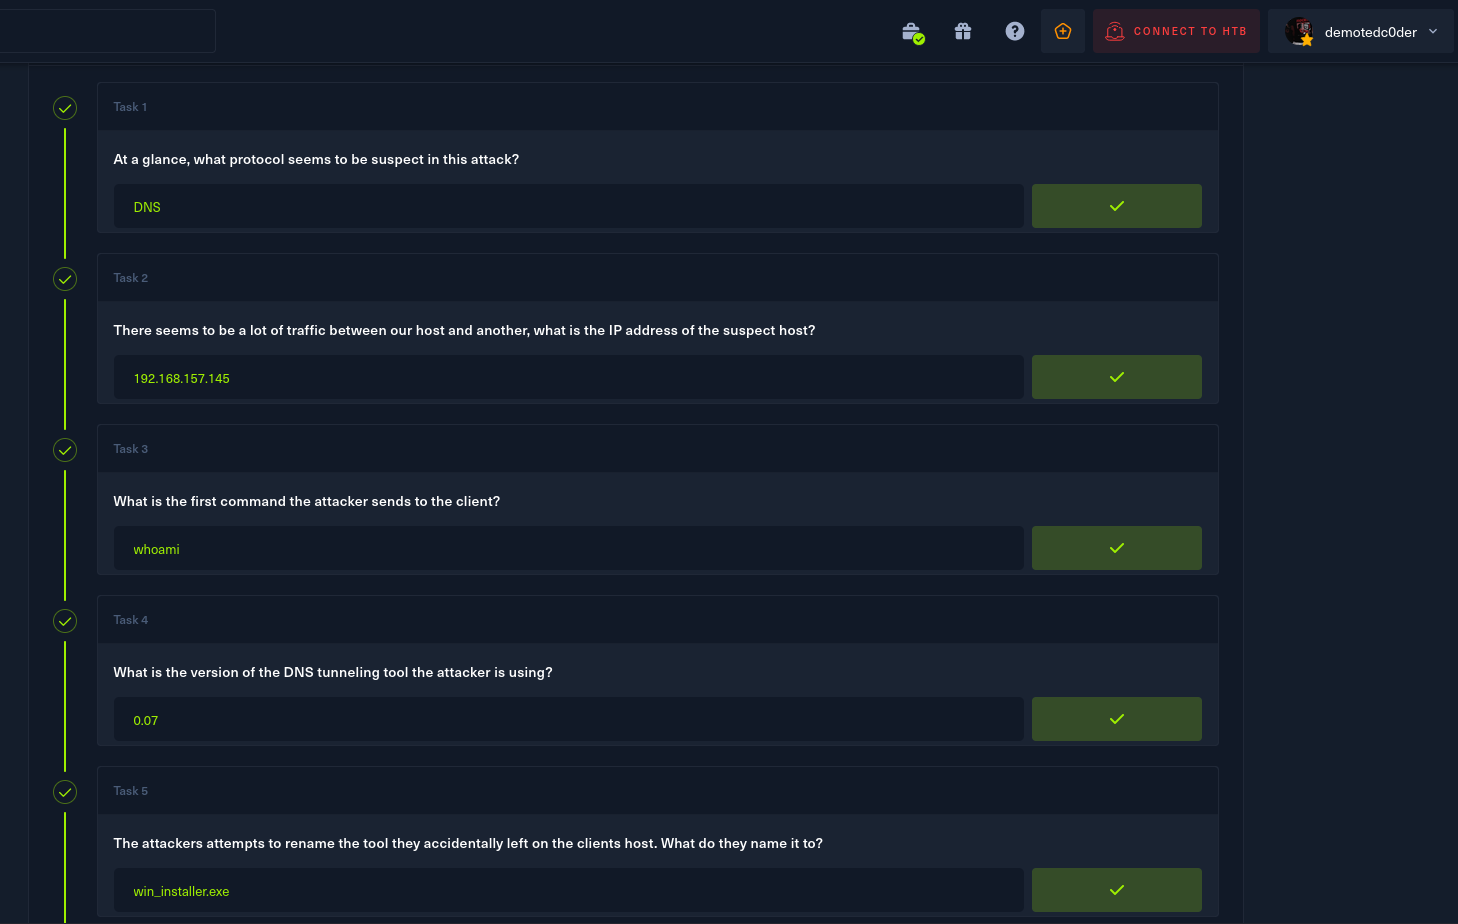 CONNECT TO HTB
demotedc0der
Task 1
At a glance, what protocol seems to be suspect in this attack?
DNS
Task 2
There seems to be a lot of traffic between our host and another, what is the IP address of the suspect host?
192.168.157.145
Task 3
What is the first command the attacker sends to the client?
whoami
Task 4
What is the version of the DNS tunneling tool the attacker is using?
0.07
Task 5
The attackers attempts to rename the tool they accidentally left on the clients host. What do they name it to?
win_installer.exe